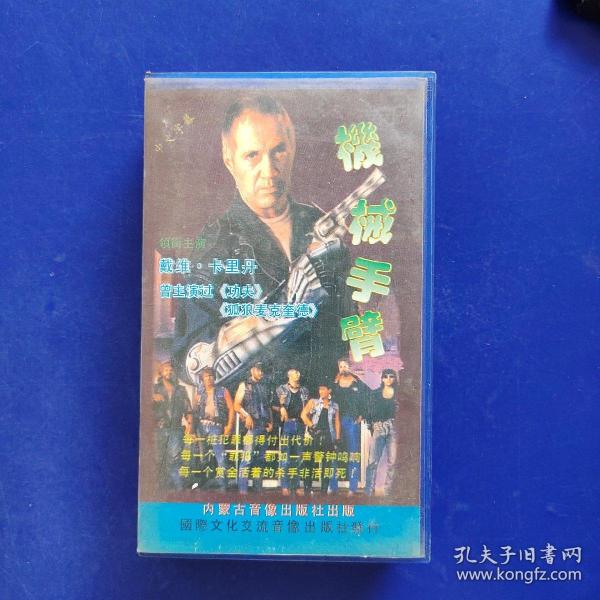 機械手臂
領銜主演
戴维·卡里丹
曾主演过《功夫》
《狐狼麦克奎德》
每一桩犯罪都得付出代价！
每一个“罪犯”都如一声警钟鸣响
每一个赏金活著的杀手非活即死！
内蒙古音像出版社出版
國際文化交流音像出版社發行
孔夫子旧书网
www.kongfz.com